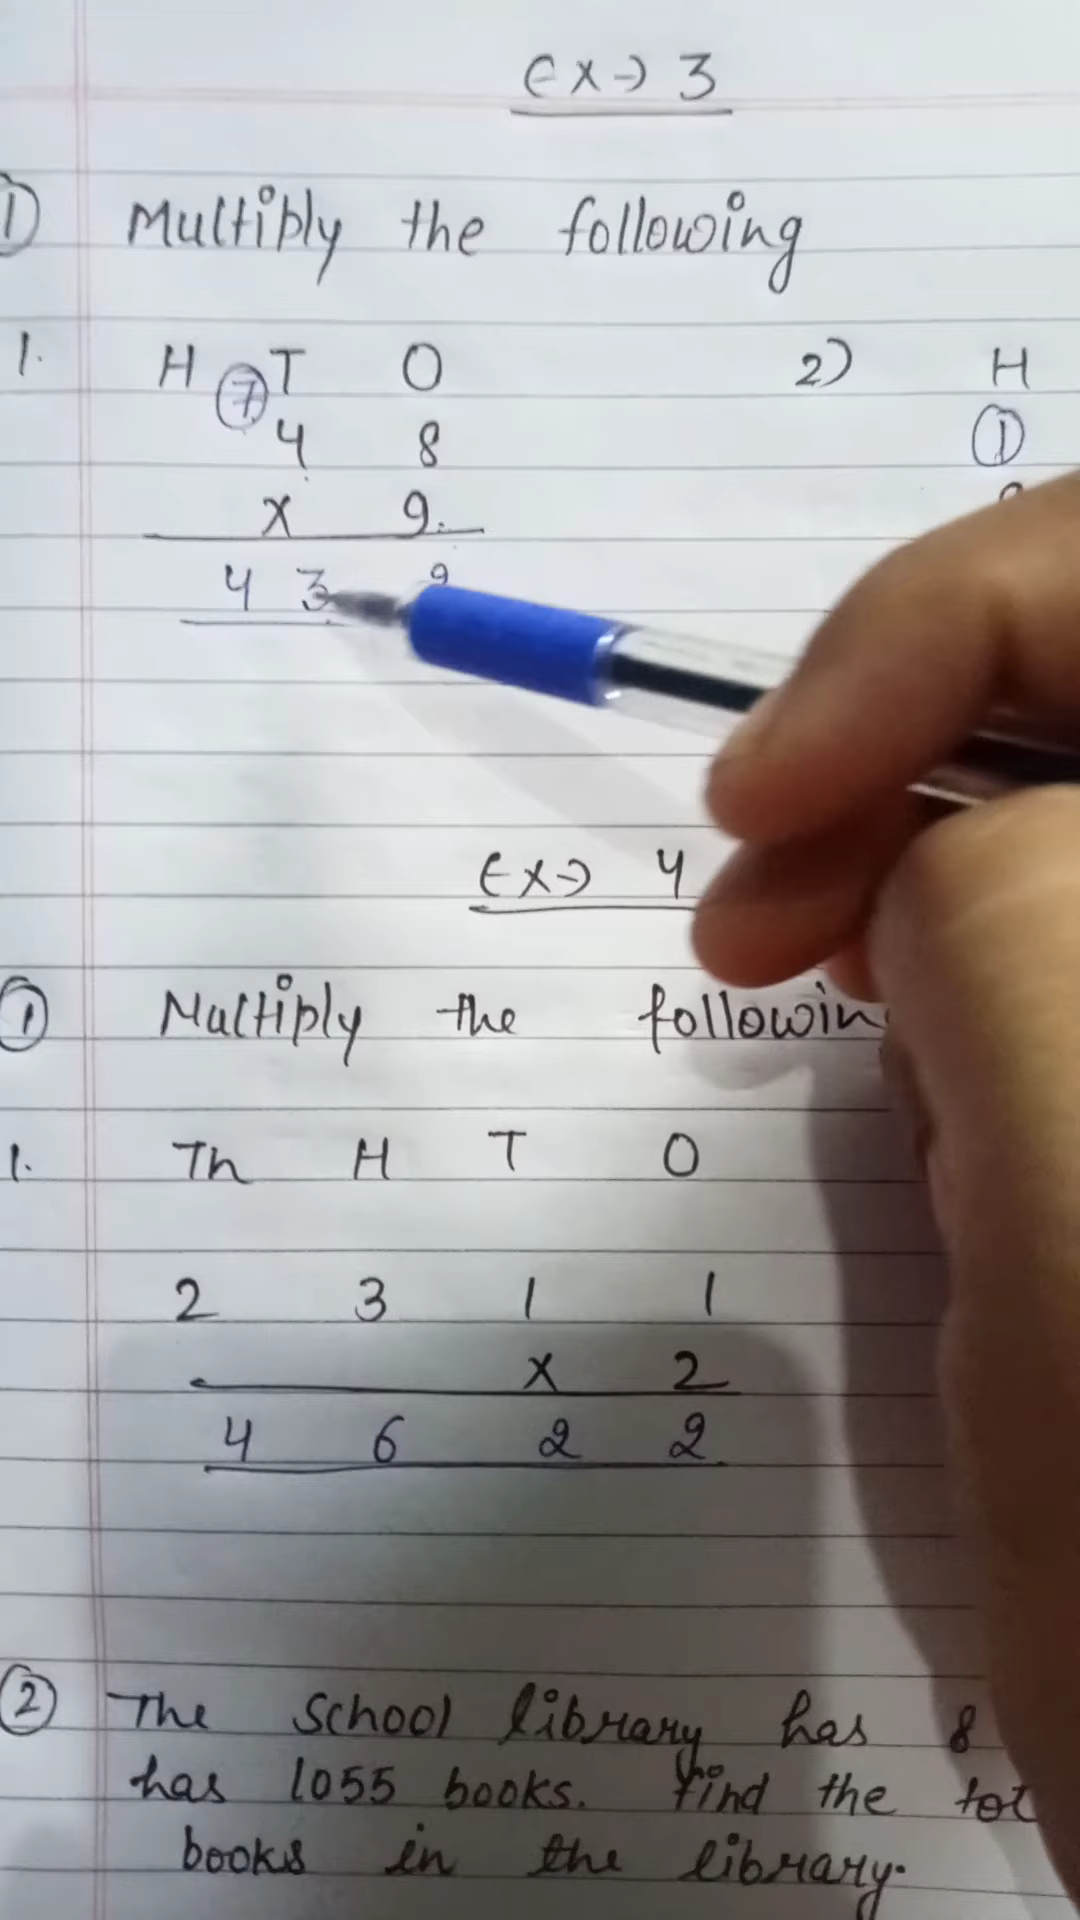 Ex→ 3
① Multiply the following
1. H T O 2) H
⑦ ①
4 8
x 9
4 3
Ex→ 4
① Multiply the followin
1. Th H T O
2 3 1 1
x 2
4 6 2 2
② The School library has 8
has 1055 books. find the tot
books in the library.